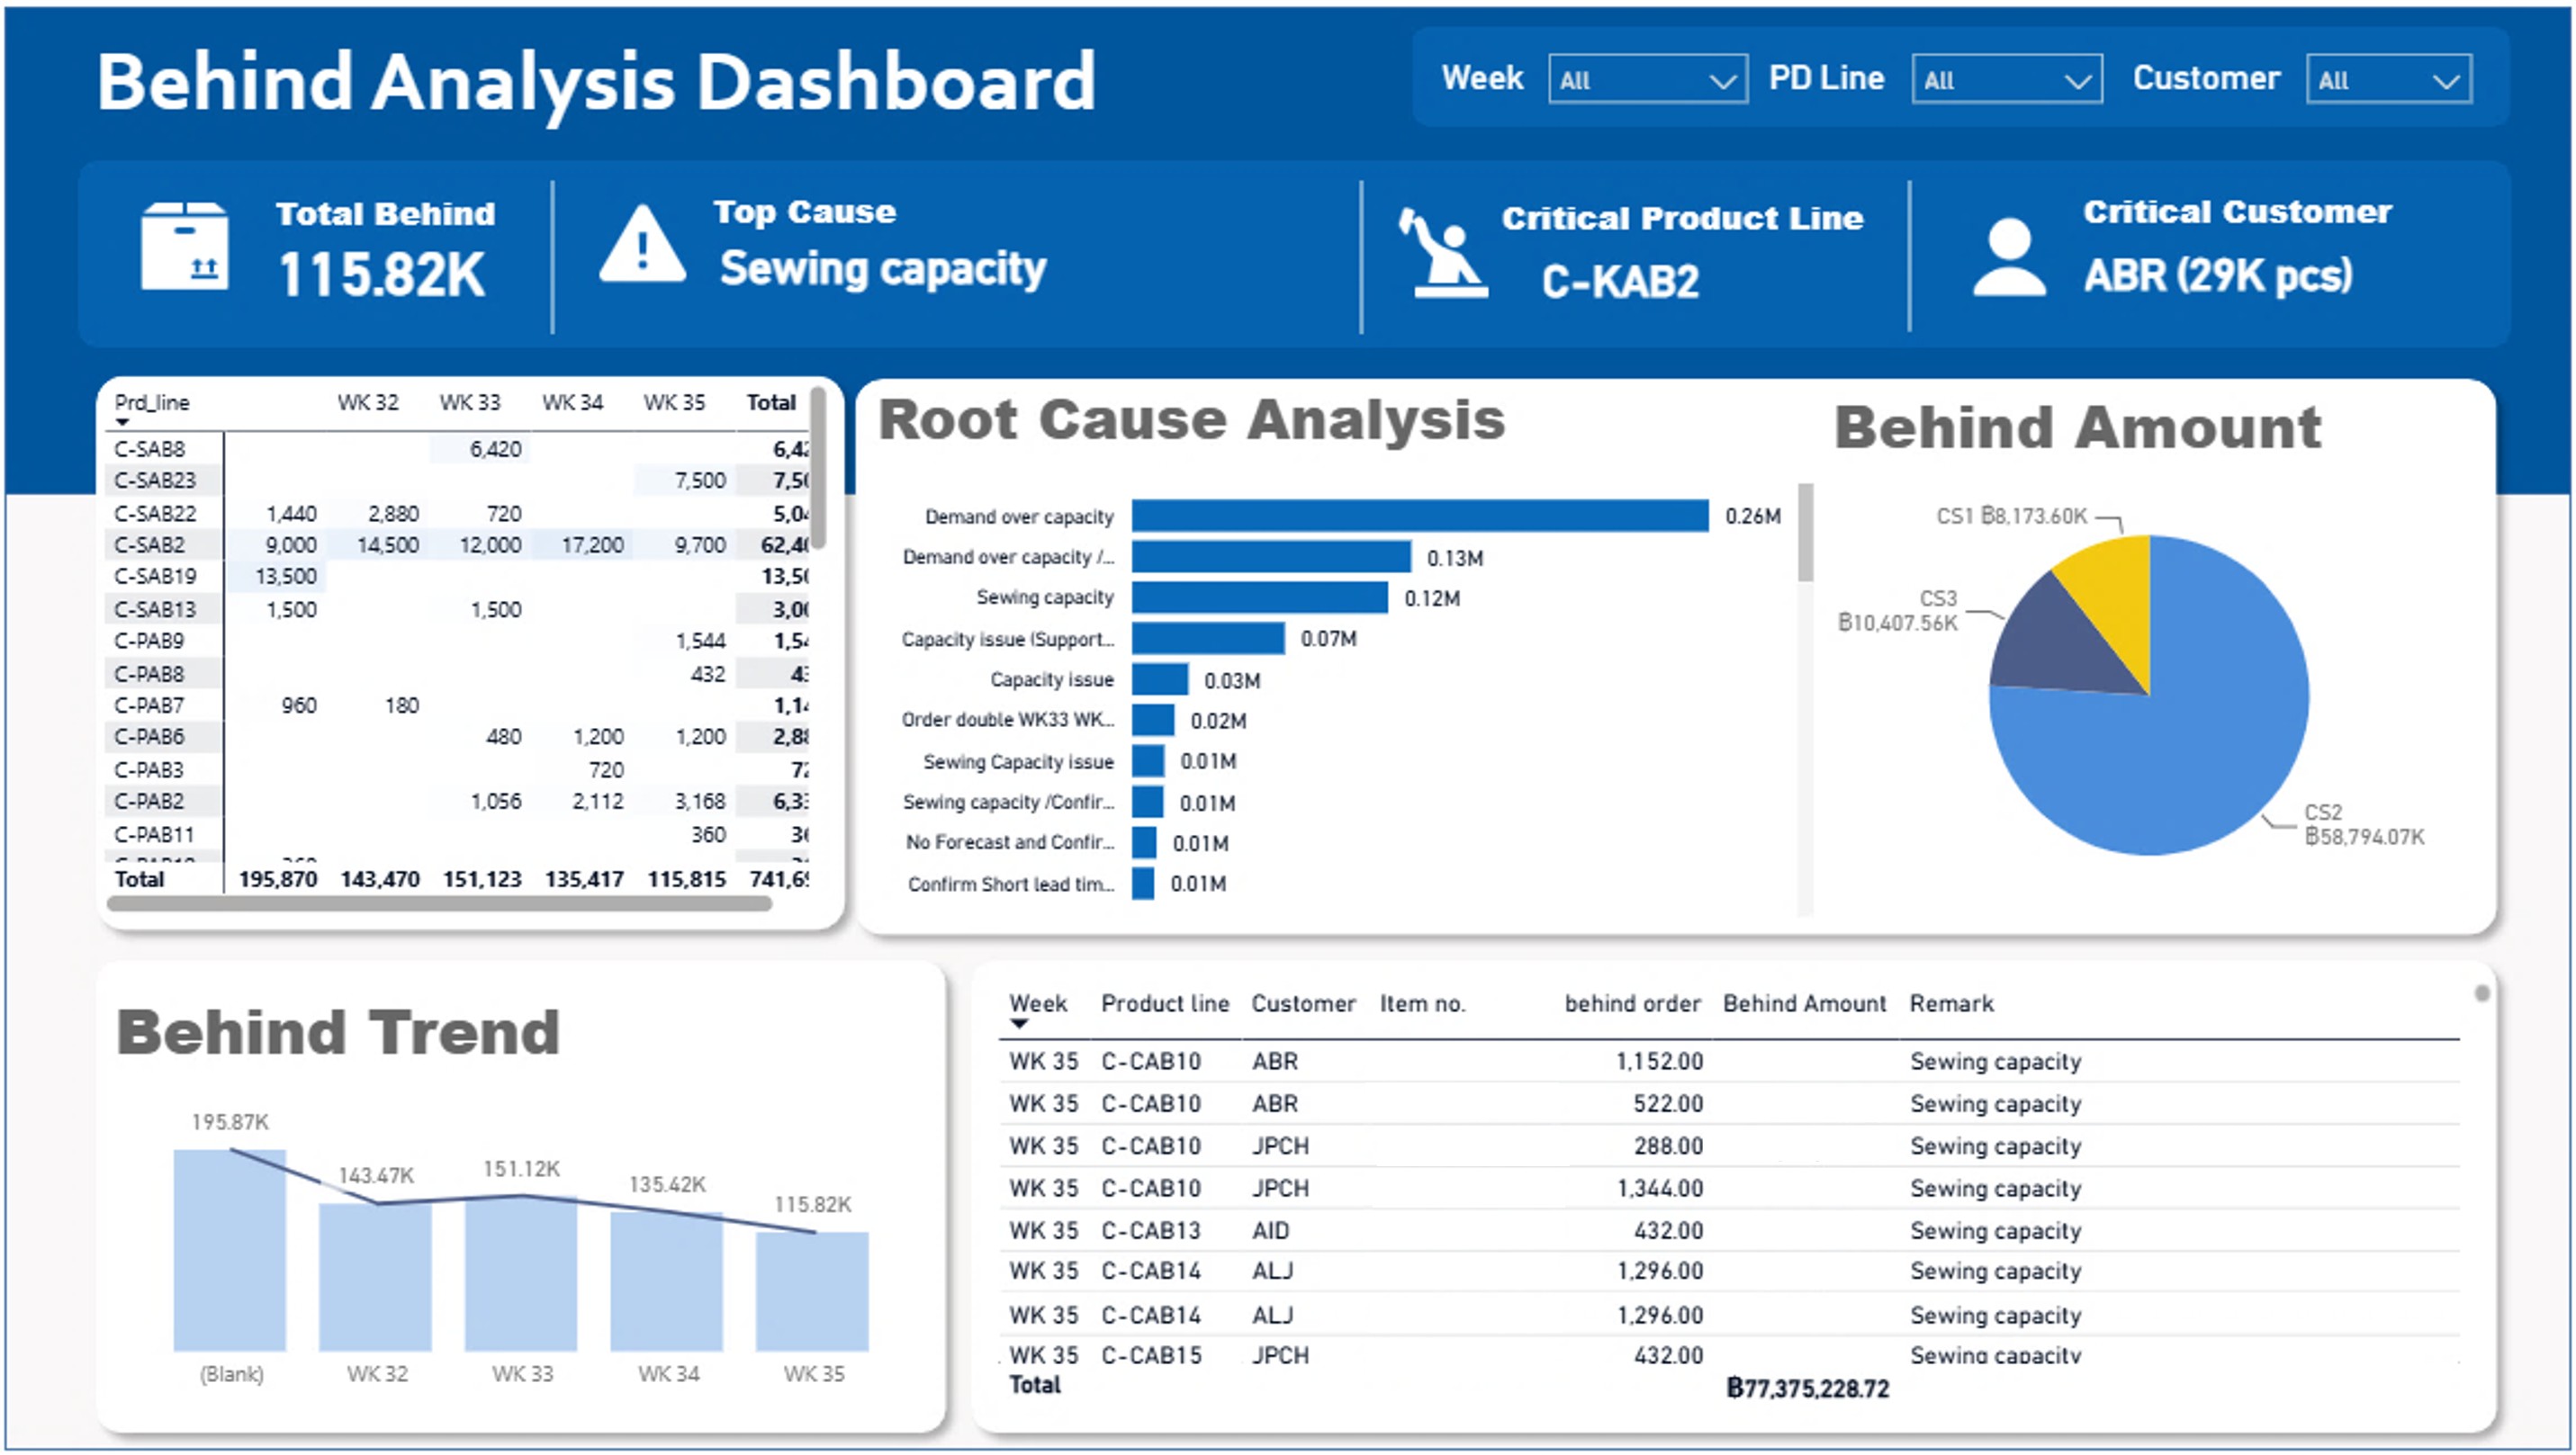 Behind Analysis Dashboard
Week All PD Line All Customer All
Total Behind
115.82K
Top Cause
Sewing capacity
Critical Product Line
C-KAB2
Critical Customer
ABR (29K pcs)
Prd_line WK 32 WK 33 WK 34 WK 35 Total
C-SAB8 6,420
C-SAB23 7,500
C-SAB22 1,440 2,880 720
C-SAB2 9,000 14,500 12,000 17,200 9,700
C-SAB19 13,500
C-SAB13 1,500 1,500
C-PAB9 1,544
C-PAB8 432
C-PAB7 960 180
C-PAB6 480 1,200 1,200
C-PAB3 720
C-PAB2 1,056 2,112 3,168
C-PAB11 360
Total 195,870 143,470 151,123 135,417 115,815
Root Cause Analysis
Demand over capacity 0.26M
Demand over capacity /... 0.13M
Sewing capacity 0.12M
Capacity issue (Support... 0.07M
Capacity issue 0.03M
Order double WK33 WK... 0.02M
Sewing Capacity issue 0.01M
Sewing capacity /Confir... 0.01M
No Forecast and Confir... 0.01M
Confirm Short lead tim... 0.01M
Behind Amount
CS1 ฿8,173.60K
CS3
฿10,407.56K
CS2
฿58,794.07K
Behind Trend
195.87K
143.47K
151.12K
135.42K
115.82K
(Blank) WK 32 WK 33 WK 34 WK 35
Week Product line Customer Item no. behind order Behind Amount Remark
WK 35 C-CAB10 ABR 1,152.00 Sewing capacity
WK 35 C-CAB10 ABR 522.00 Sewing capacity
WK 35 C-CAB10 JPCH 288.00 Sewing capacity
WK 35 C-CAB10 JPCH 1,344.00 Sewing capacity
WK 35 C-CAB13 AID 432.00 Sewing capacity
WK 35 C-CAB14 ALJ 1,296.00 Sewing capacity
WK 35 C-CAB14 ALJ 1,296.00 Sewing capacity
WK 35 C-CAB15 JPCH 432.00 Sewing capacity
Total ฿77,375,228.72